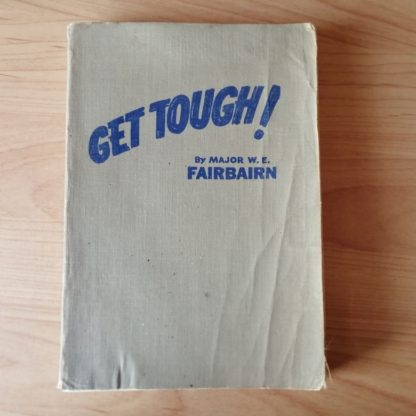 GET TOUGH!
BY MAJOR W. E.
FAIRBAIRN